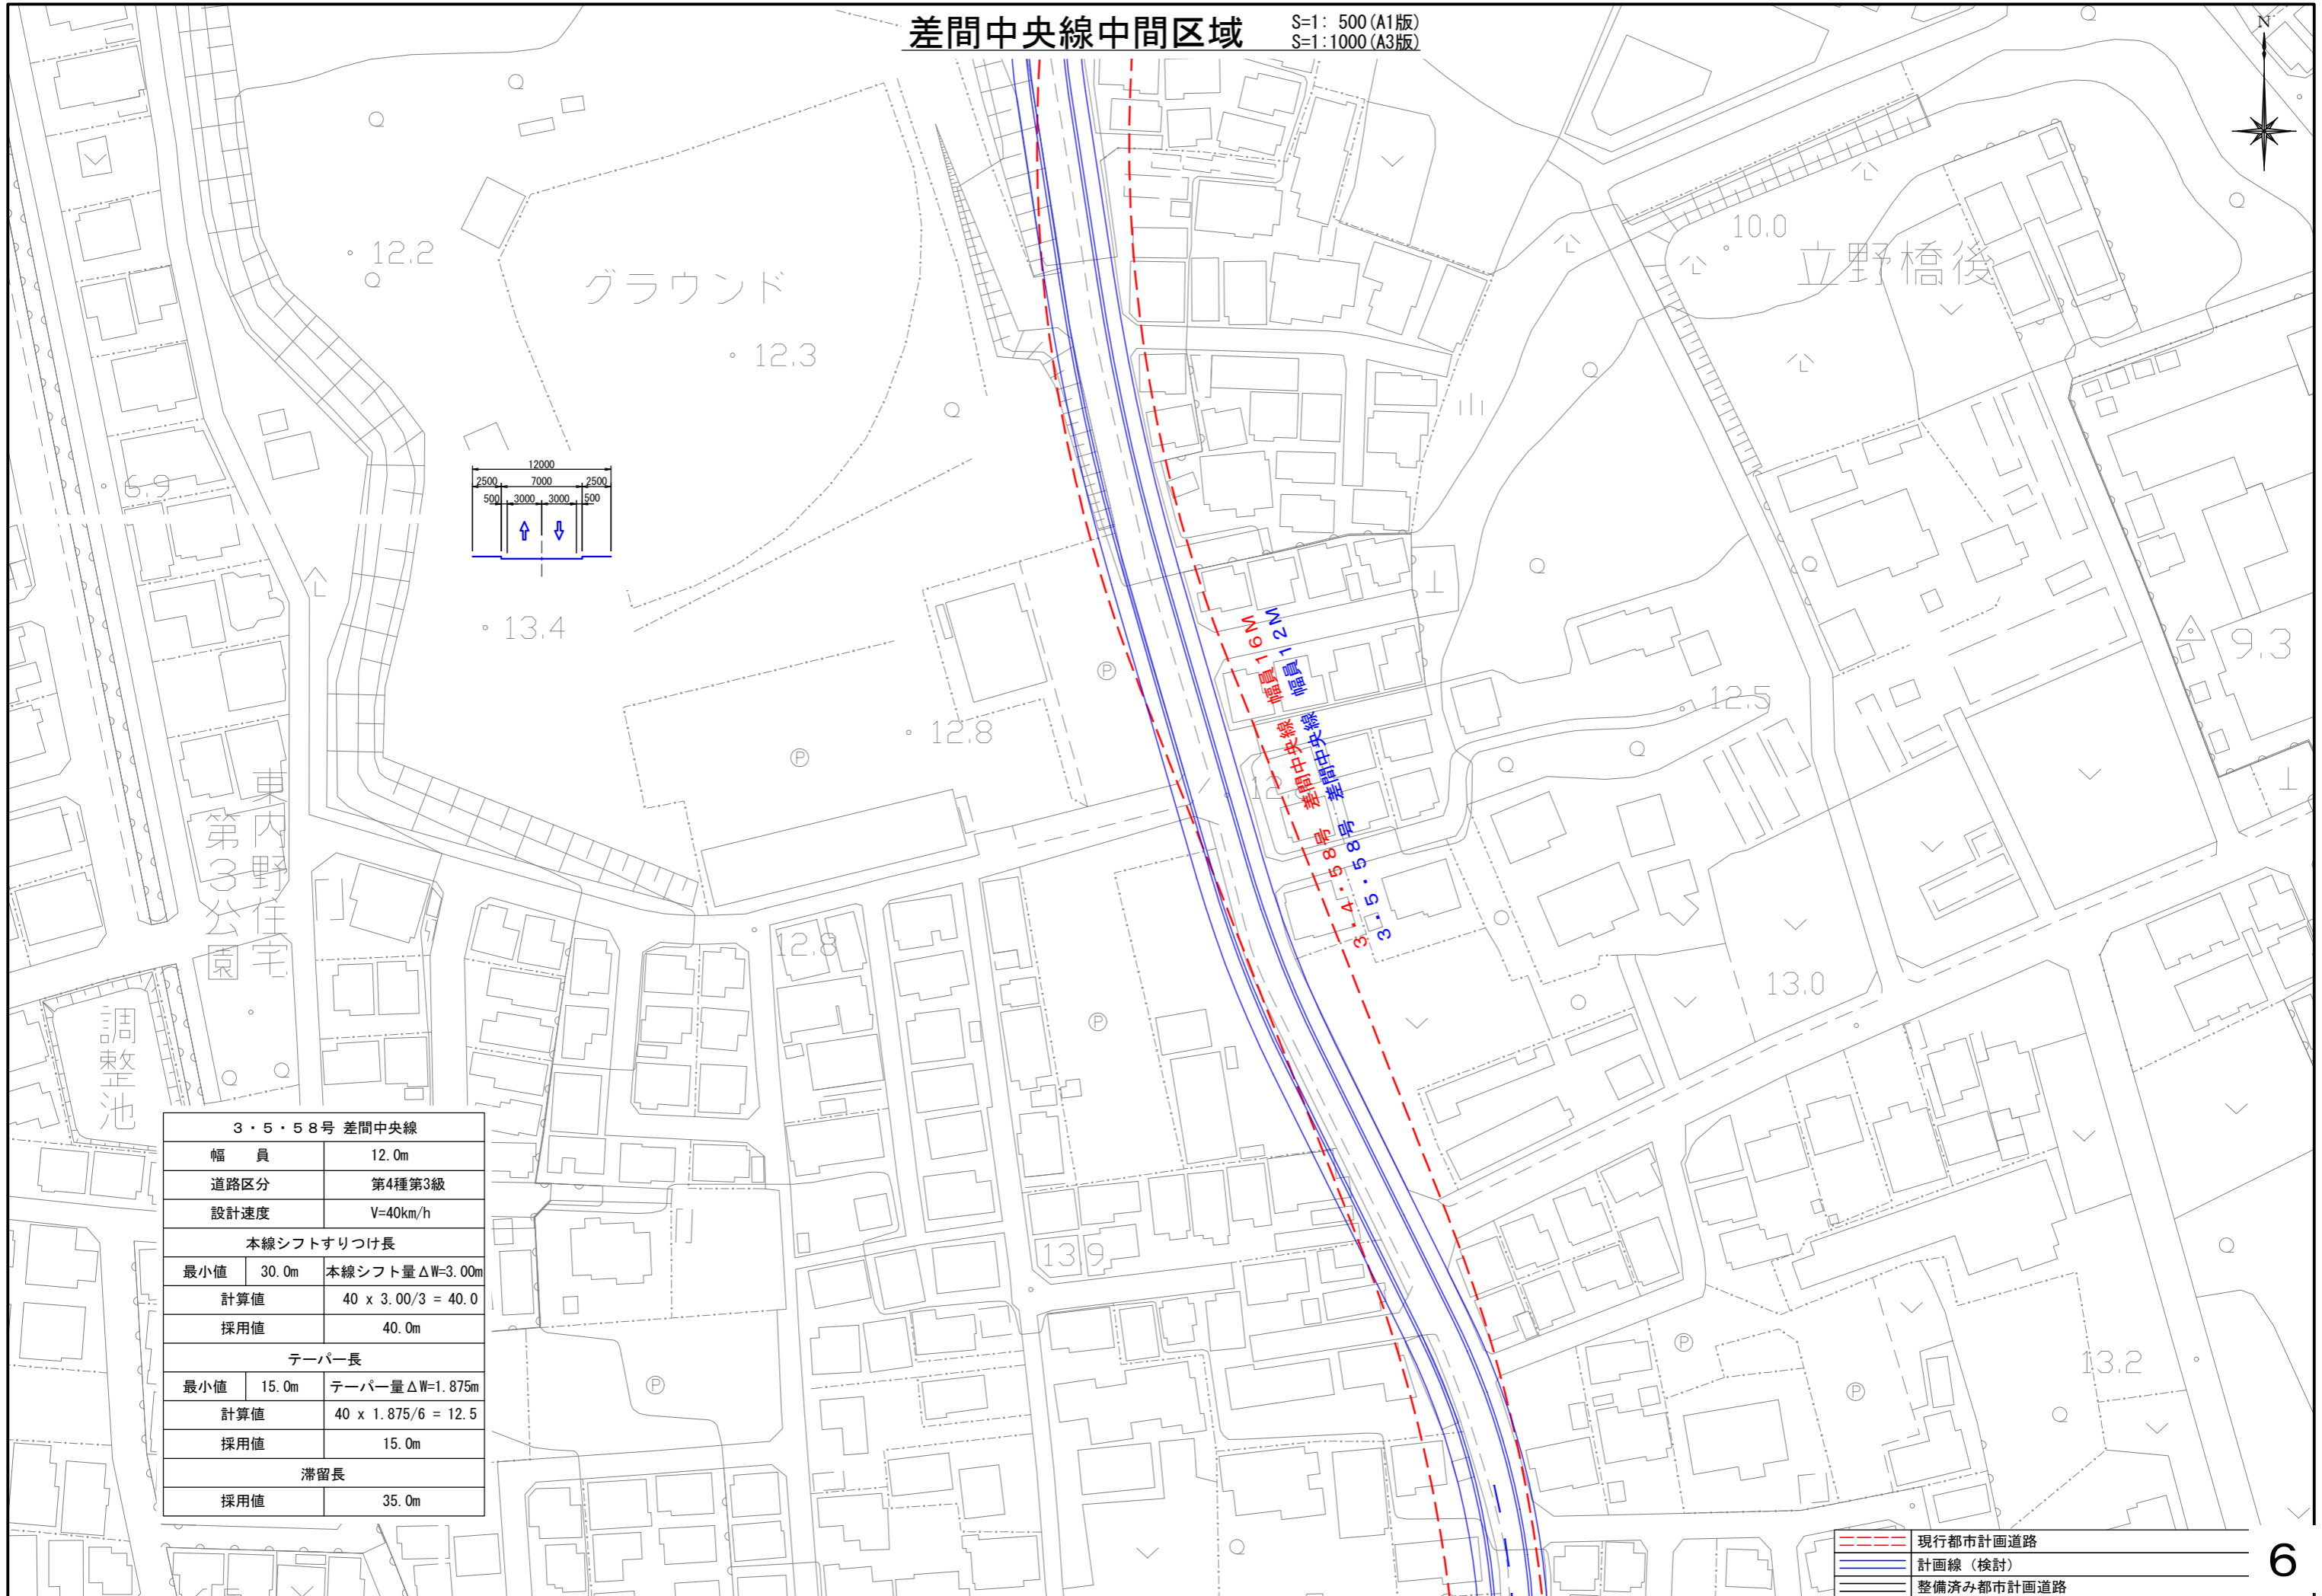 差間中央線中間区域
S=1: 500(A1版)
S=1:1000(A3版)
N
12.2
グラウンド
12.3
10.0
立野橋後
6.9
12000
2500 7000 2500
500 3000 3000 500
13.4
幅員16M
幅員12M
9.3
12.5
12.8
差間中央線
差間中央線
3・4・58号
3・5・58号
東内野住宅
第3公園
12.8
13.0
調整池
13.9
13.2
3・5・58号 差間中央線
幅 員 12.0m
道路区分 第4種第3級
設計速度 V=40km/h
本線シフトすりつけ長
最小値 30.0m 本線シフト量ΔW=3.00m
計算値 40 x 3.00/3 = 40.0
採用値 40.0m
テーパー長
最小値 15.0m テーパー量ΔW=1.875m
計算値 40 x 1.875/6 = 12.5
採用値 15.0m
滞留長
採用値 35.0m
現行都市計画道路
計画線（検討）
整備済み都市計画道路
6